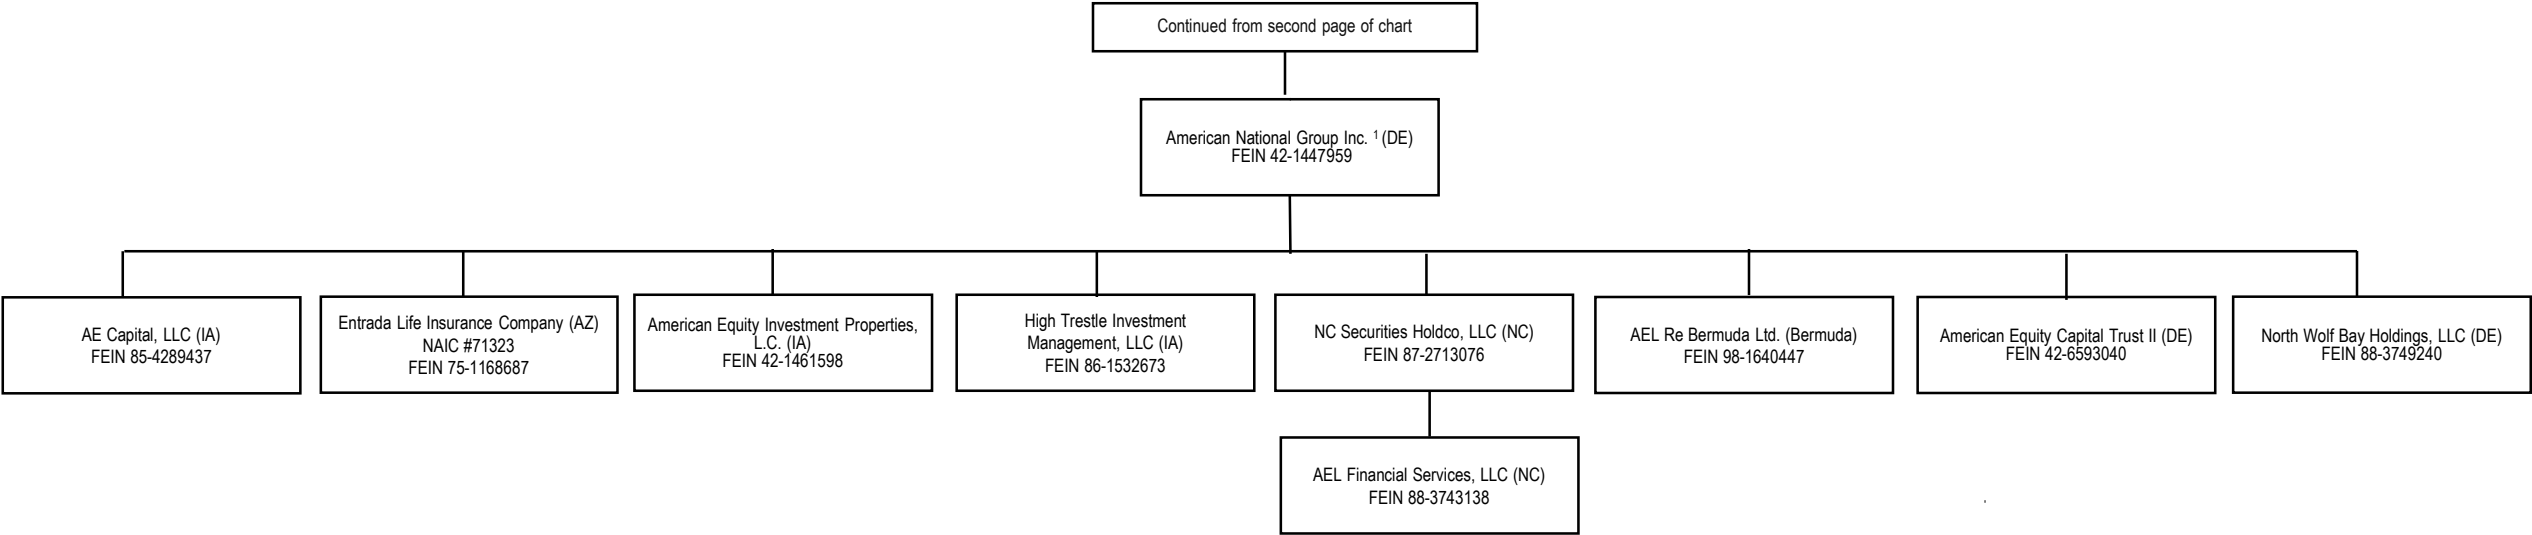 Continued from second page of chart
American National Group Inc. ¹ (DE)
FEIN 42-1447959
AE Capital, LLC (IA)
FEIN 85-4289437
Entrada Life Insurance Company (AZ)
NAIC #71323
FEIN 75-1168687
American Equity Investment Properties,
L.C. (IA)
FEIN 42-1461598
High Trestle Investment
Management, LLC (IA)
FEIN 86-1532673
NC Securities Holdco, LLC (NC)
FEIN 87-2713076
AEL Re Bermuda Ltd. (Bermuda)
FEIN 98-1640447
American Equity Capital Trust II (DE)
FEIN 42-6593040
North Wolf Bay Holdings, LLC (DE)
FEIN 88-3749240
AEL Financial Services, LLC (NC)
FEIN 88-3743138